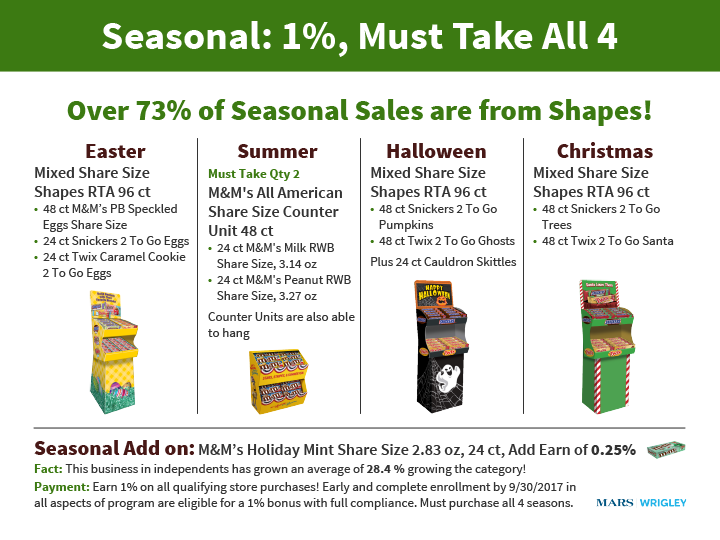 Seasonal: 1%, Must Take All 4
Over 73% of Seasonal Sales are from Shapes!
Easter
Mixed Share Size
Shapes RTA 96 ct
• 48 ct M&M's PB Speckled
Eggs Share Size
• 24 ct Snickers 2 To Go Eggs
• 24 ct Twix Caramel Cookie
2 To Go Eggs
Summer
Must Take Qty 2
M&M's All American
Share Size Counter
Unit 48 ct
• 24 ct M&M's Milk RWB
Share Size, 3.14 oz
• 24 ct M&M's Peanut RWB
Share Size, 3.27 oz
Counter Units are also able
to hang
Halloween
Mixed Share Size
Shapes RTA 96 ct
• 48 ct Snickers 2 To Go
Pumpkins
• 48 ct Twix 2 To Go Ghosts
Plus 24 ct Cauldron Skittles
HAPPY
HALLOWEEN
Christmas
Mixed Share Size
Shapes RTA 96 ct
• 48 ct Snickers 2 To Go
Trees
• 48 ct Twix 2 To Go Santa
Seasonal Add on: M&M's Holiday Mint Share Size 2.83 oz, 24 ct, Add Earn of 0.25%
Fact: This business in independents has grown an average of 28.4 % growing the category!
Payment: Earn 1% on all qualifying store purchases! Early and complete enrollment by 9/30/2017 in
all aspects of program are eligible for a 1% bonus with full compliance. Must purchase all 4 seasons.
MARS WRIGLEY